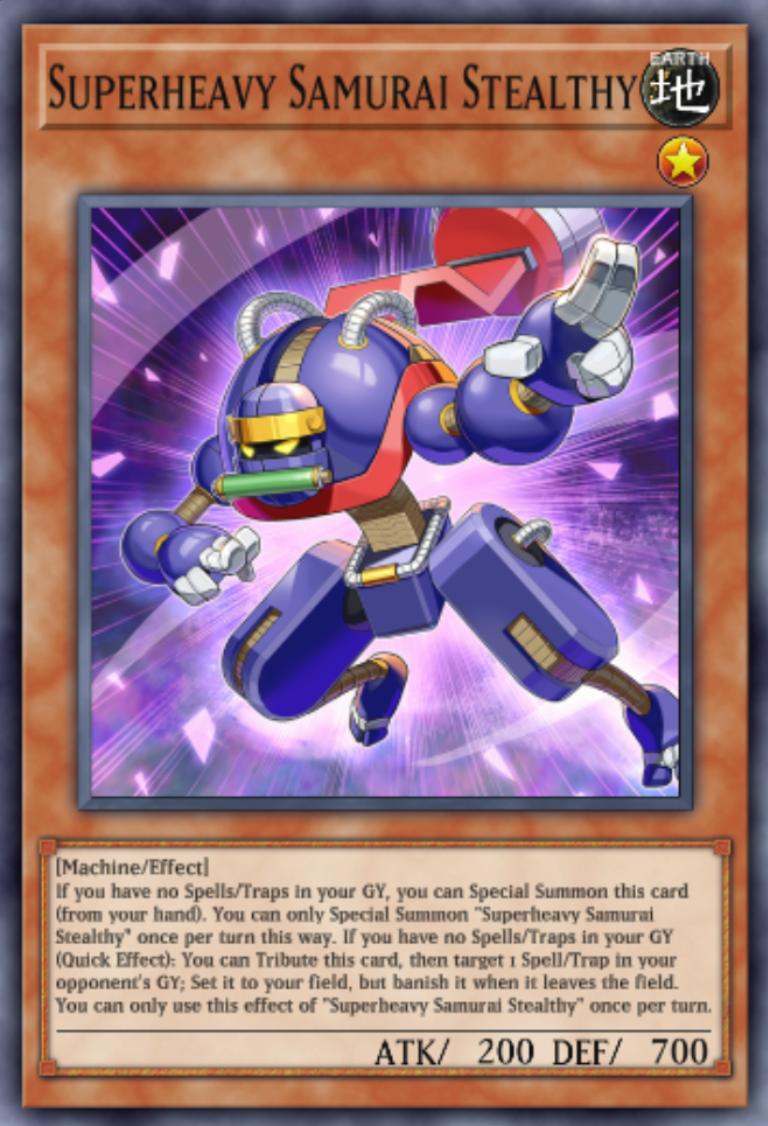 SUPERHEAVY SAMURAI STEALTHY
EARTH
地
[Machine/Effect]
If you have no Spells/Traps in your GY, you can Special Summon this card
(from your hand). You can only Special Summon "Superheavy Samurai
Stealthy" once per turn this way. If you have no Spells/Traps in your GY
(Quick Effect): You can Tribute this card, then target 1 Spell/Trap in your
opponent's GY; Set it to your field, but banish it when it leaves the field.
You can only use this effect of "Superheavy Samurai Stealthy" once per turn.
ATK/ 200 DEF/ 700